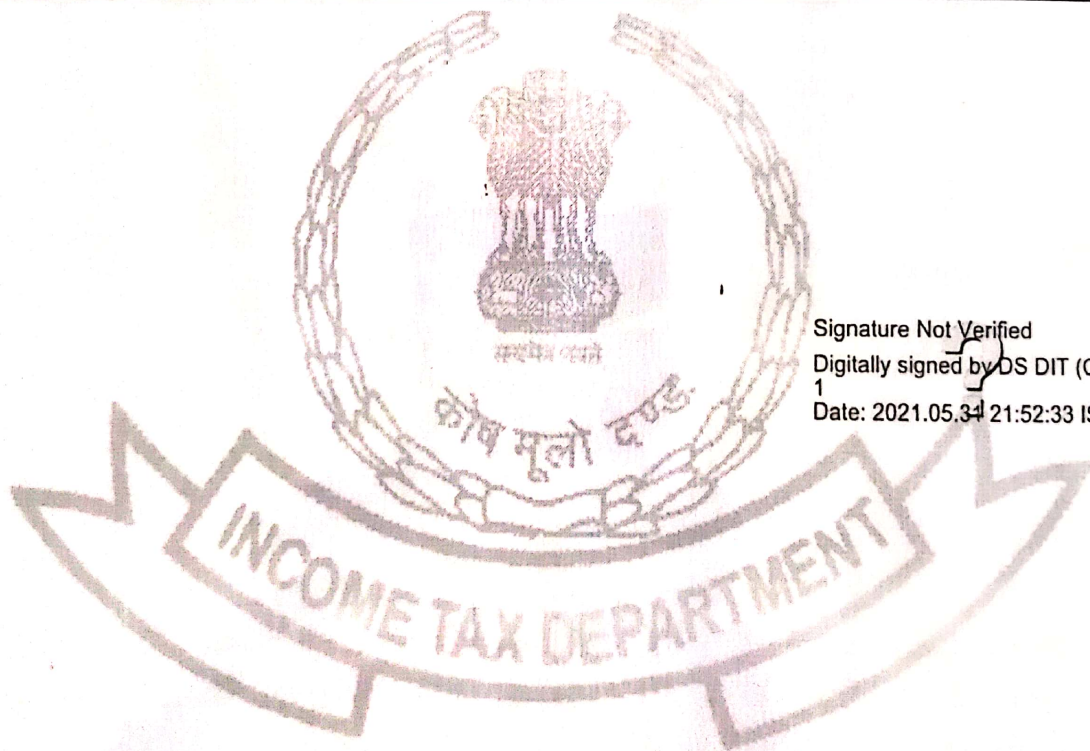 सत्यमेव जयते
कोष मूलो दण्ड
INCOME TAX DEPARTMENT
Signature Not Verified
Digitally signed by DS DIT (
1
Date: 2021.05.31 21:52:33 IS